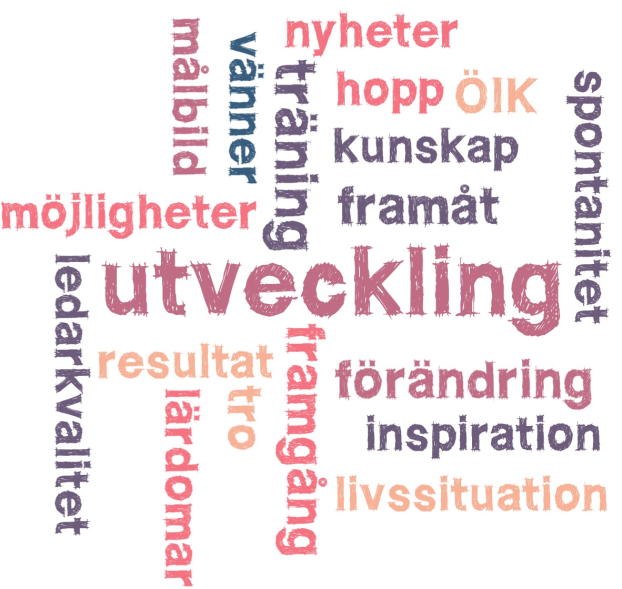 målbild
vänner
nyheter
träning
hopp
ÖIK
spontanitet
kunskap
möjligheter
framåt
utveckling
ledarkvalitet
resultat
framgång
förändring
tro
lärdomar
inspiration
livssituation